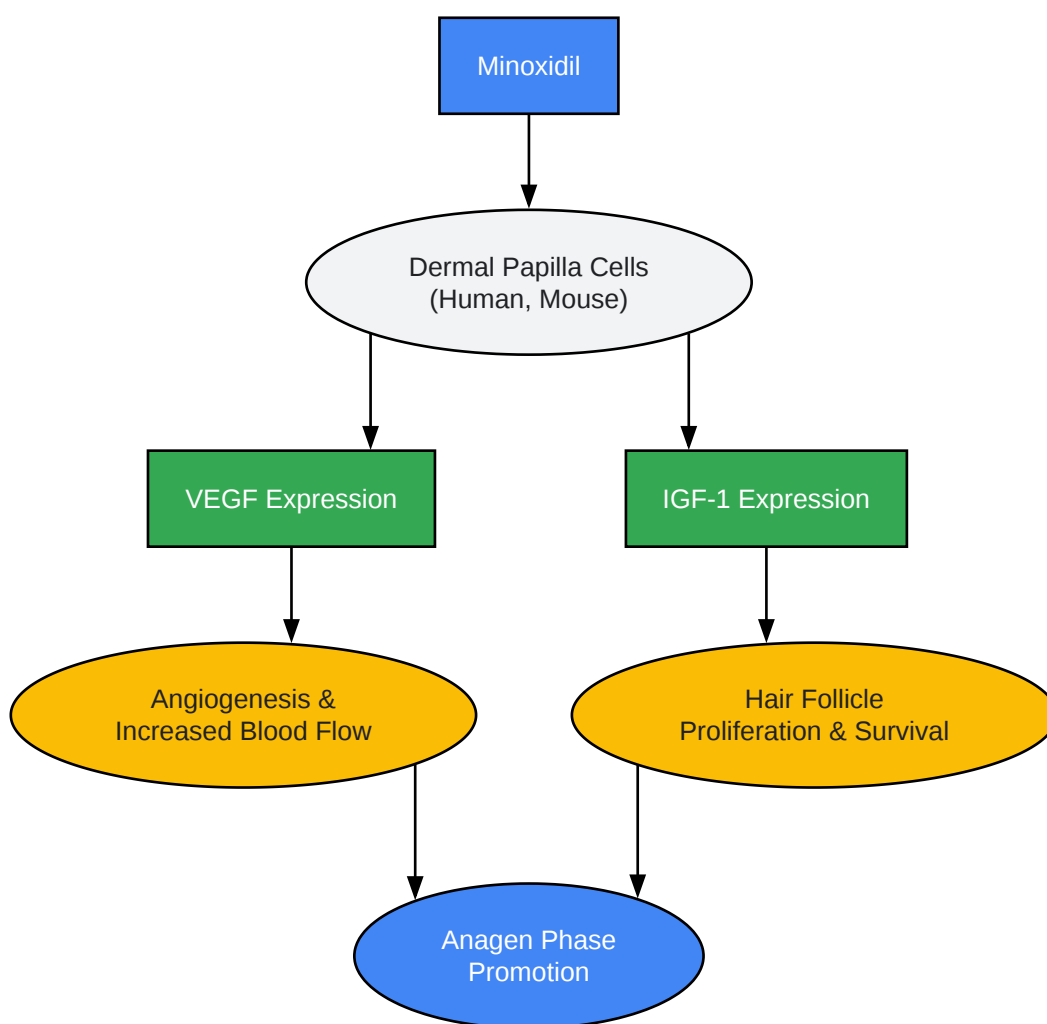 Minoxidil
Dermal Papilla Cells
(Human, Mouse)
VEGF Expression
IGF-1 Expression
Angiogenesis &
Increased Blood Flow
Hair Follicle
Proliferation & Survival
Anagen Phase
Promotion